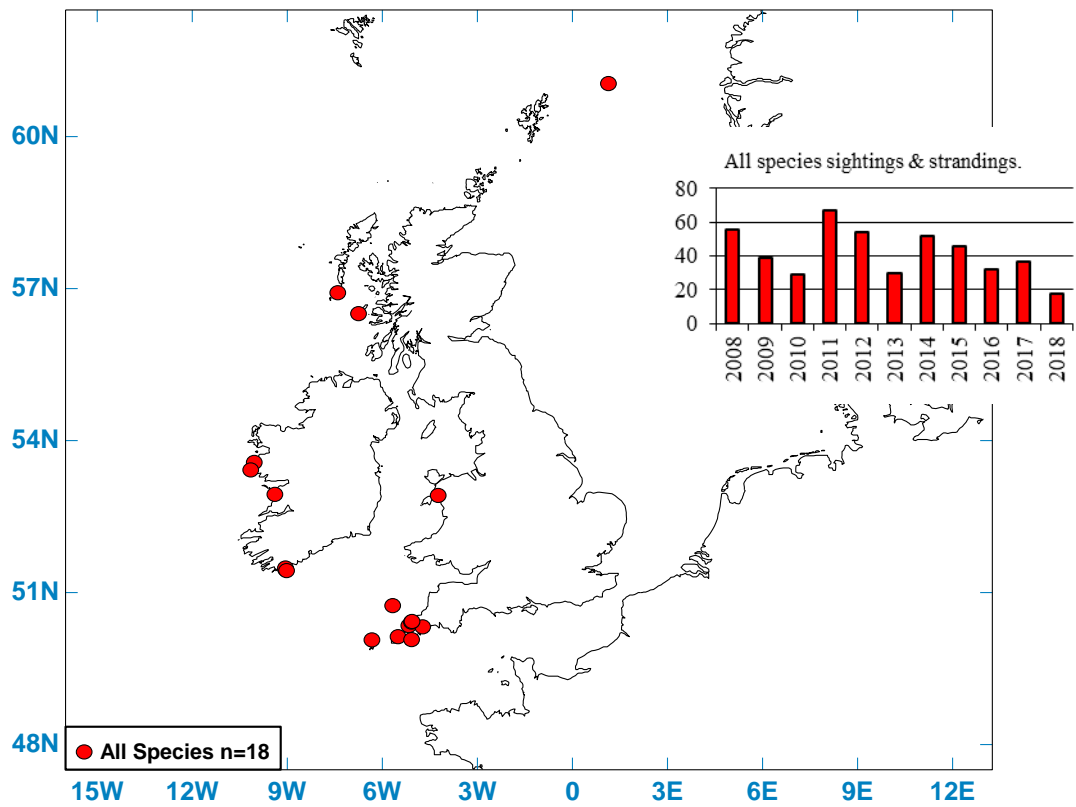 60N
57N
54N
51N
48N
All species sightings & strandings.
80
60
40
20
0
2008
2009
2010
2011
2012
2013
2014
2015
2016
2017
2018
All Species n=18
15W 12W 9W 6W 3W 0 3E 6E 9E 12E